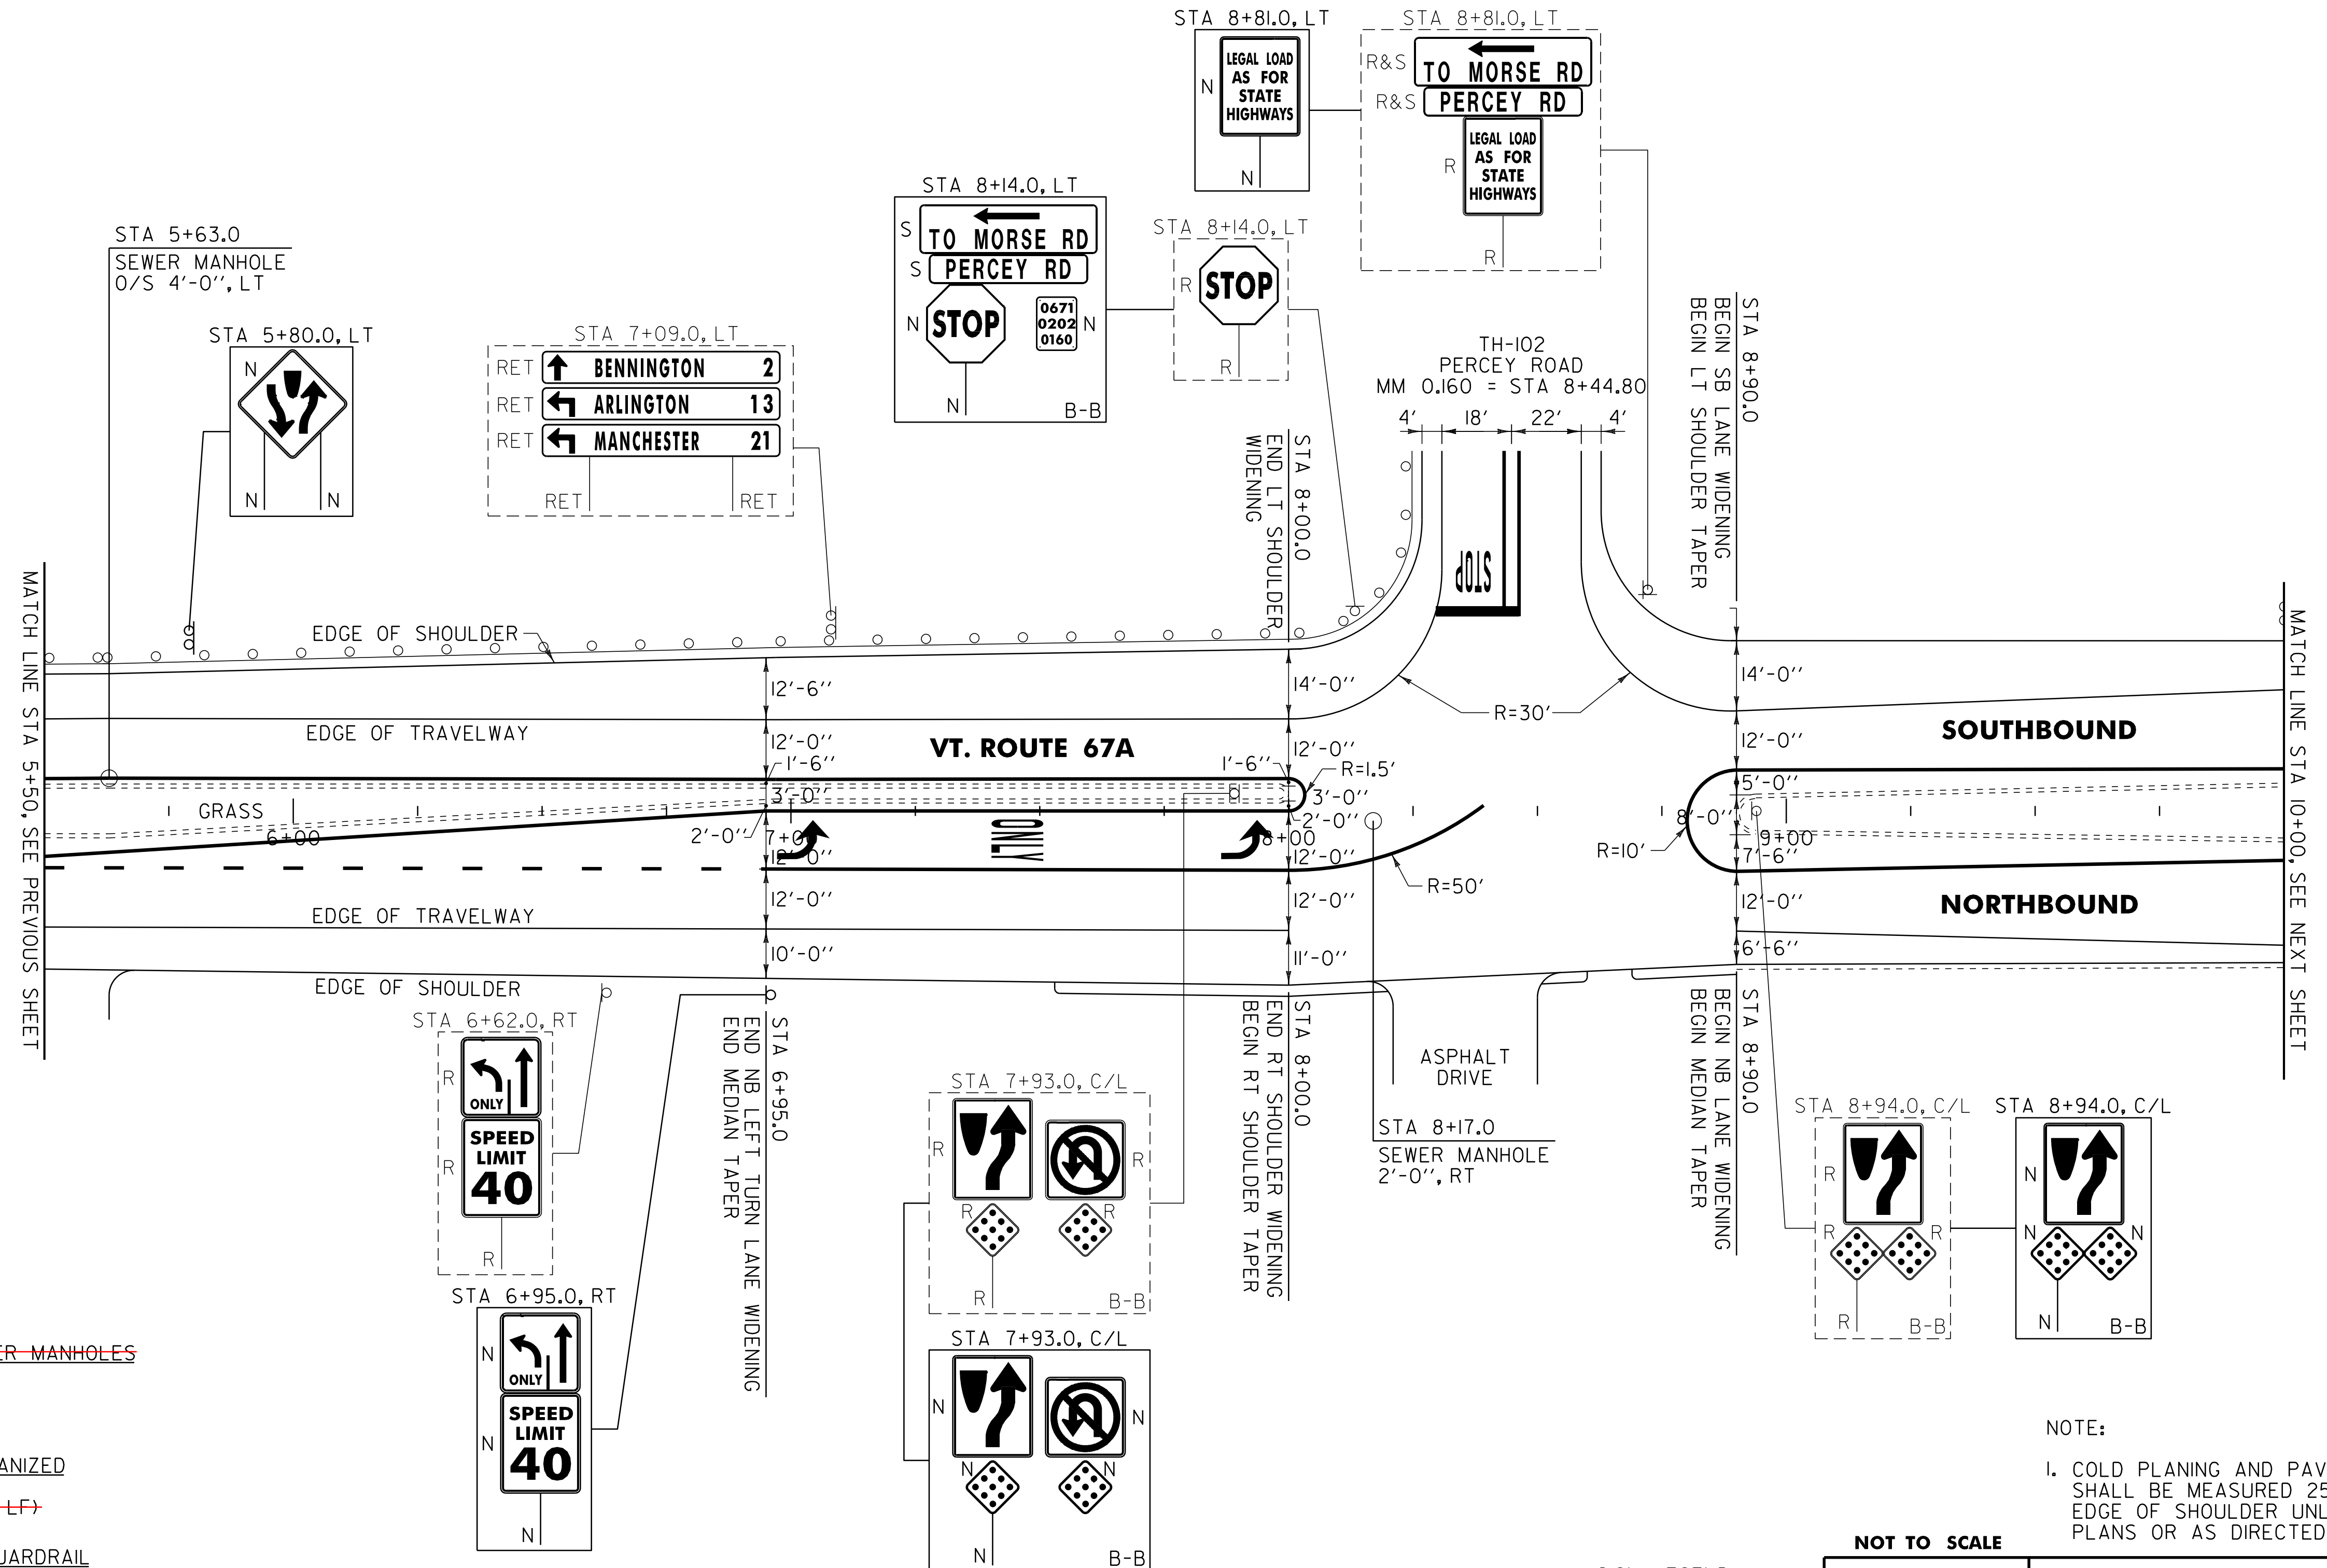 STA 8+81.0, LT
N
LEGAL LOAD
AS FOR
STATE
HIGHWAYS
N
STA 8+81.0, LT
R&S
TO MORSE RD
R&S
PERCEY RD
R
LEGAL LOAD
AS FOR
STATE
HIGHWAYS
R
STA 8+14.0, LT
S
TO MORSE RD
S
PERCEY RD
N
STOP
0671
0202
0160
N
N
B-B
STA 8+14.0, LT
R
STOP
R
STA 5+63.0
SEWER MANHOLE
O/S 4'-0", LT
STA 5+80.0, LT
N
N
N
STA 7+09.0, LT
RET
BENNINGTON 2
RET
ARLINGTON 13
RET
MANCHESTER 21
RET
RET
TH-102
PERCEY ROAD
MM 0.160 = STA 8+44.80
4'
18'
22'
4'
STA 8+00.0
END LT SHOULDER
WIDENING
STA 8+90.0
BEGIN SB LANE WIDENING
BEGIN LT SHOULDER TAPER
STOP
MATCH LINE STA 5+50, SEE PREVIOUS SHEET
EDGE OF SHOULDER
12'-6"
14'-0"
R=30'
14'-0"
EDGE OF TRAVELWAY
12'-0"
VT. ROUTE 67A
12'-0"
12'-0"
SOUTHBOUND
1'-6"
1'-6"
R=1.5'
5'-0"
GRASS
3'-0"
3'-0"
8'-0"
6+00
2'-0"
7+00
ONLY
2'-0"
8+00
9+00
12'-0"
12'-0"
R=10'
7'-6"
R=50'
EDGE OF TRAVELWAY
12'-0"
12'-0"
12'-0"
NORTHBOUND
10'-0"
11'-0"
6'-6"
EDGE OF SHOULDER
MATCH LINE STA 10+00, SEE NEXT SHEET
STA 6+62.0, RT
R
ONLY
R
SPEED
LIMIT
40
R
STA 6+95.0, RT
N
ONLY
N
SPEED
LIMIT
40
N
STA 6+95.0
END NB LEFT TURN LANE WIDENING
END MEDIAN TAPER
STA 7+93.0, C/L
R
R
R
R
R
B-B
STA 7+93.0, C/L
N
N
N
N
N
B-B
STA 8+00.0
END RT SHOULDER WIDENING
BEGIN RT SHOULDER TAPER
ASPHALT
DRIVE
STA 8+17.0
SEWER MANHOLE
2'-0", RT
STA 8+90.0
BEGIN NB LANE WIDENING
BEGIN MEDIAN TAPER
STA 8+94.0, C/L
R
R
R
R
B-B
STA 8+94.0, C/L
N
N
N
N
B-B
ER MANHOLES
ANIZED
LF)
UARDRAIL
NOTE:
1. COLD PLANING AND PAV
SHALL BE MEASURED 25
EDGE OF SHOULDER UNL
PLANS OR AS DIRECTED
NOT TO SCALE